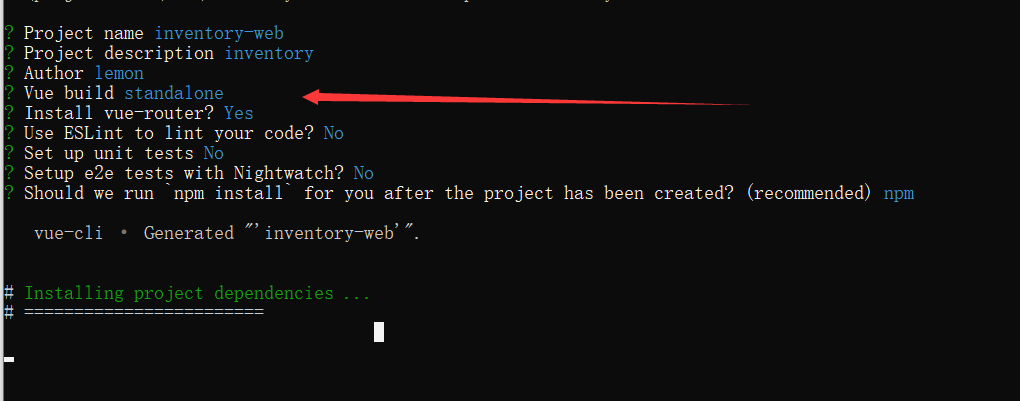 ? Project name inventory-web
? Project description inventory
? Author lemon
? Vue build standalone
? Install vue-router? Yes
? Use ESLint to lint your code? No
? Set up unit tests No
? Setup e2e tests with Nightwatch? No
? Should we run `npm install` for you after the project has been created? (recommended) npm
vue-cli · Generated "'inventory-web'".
# Installing project dependencies ...
# ========================